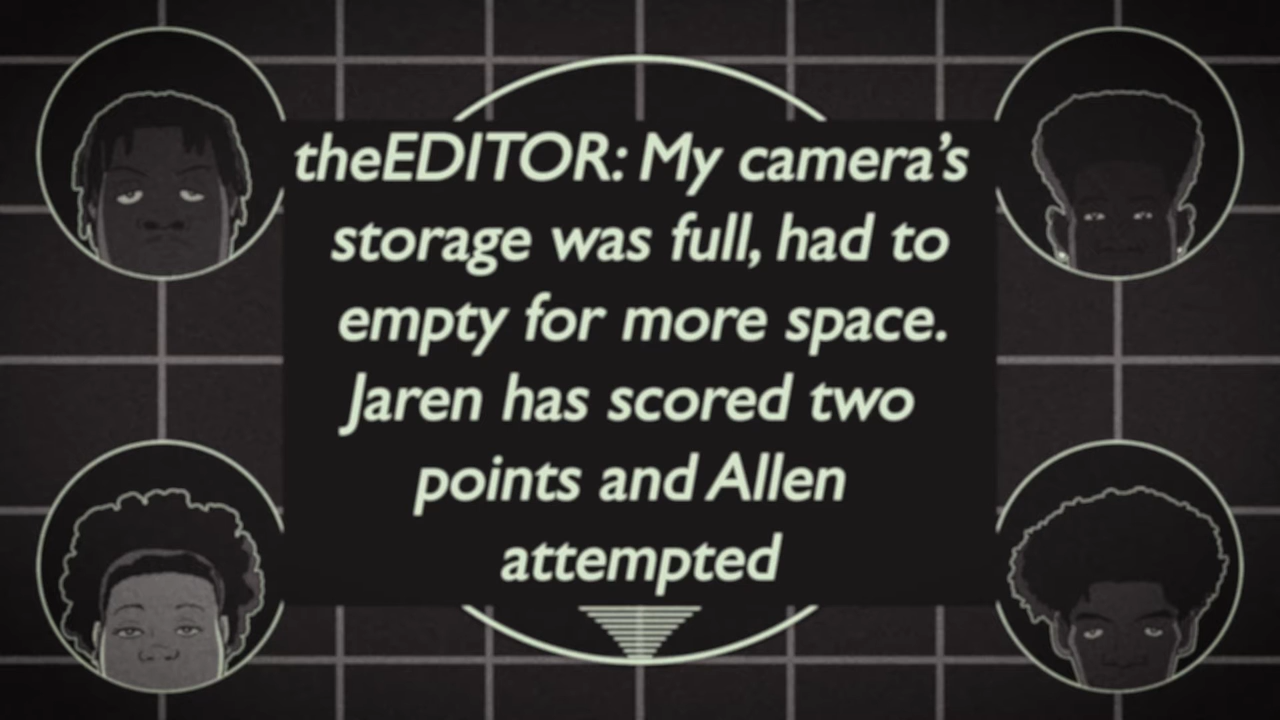 theEDITOR: My camera's
storage was full, had to
empty for more space.
Jaren has scored two
points and Allen
attempted